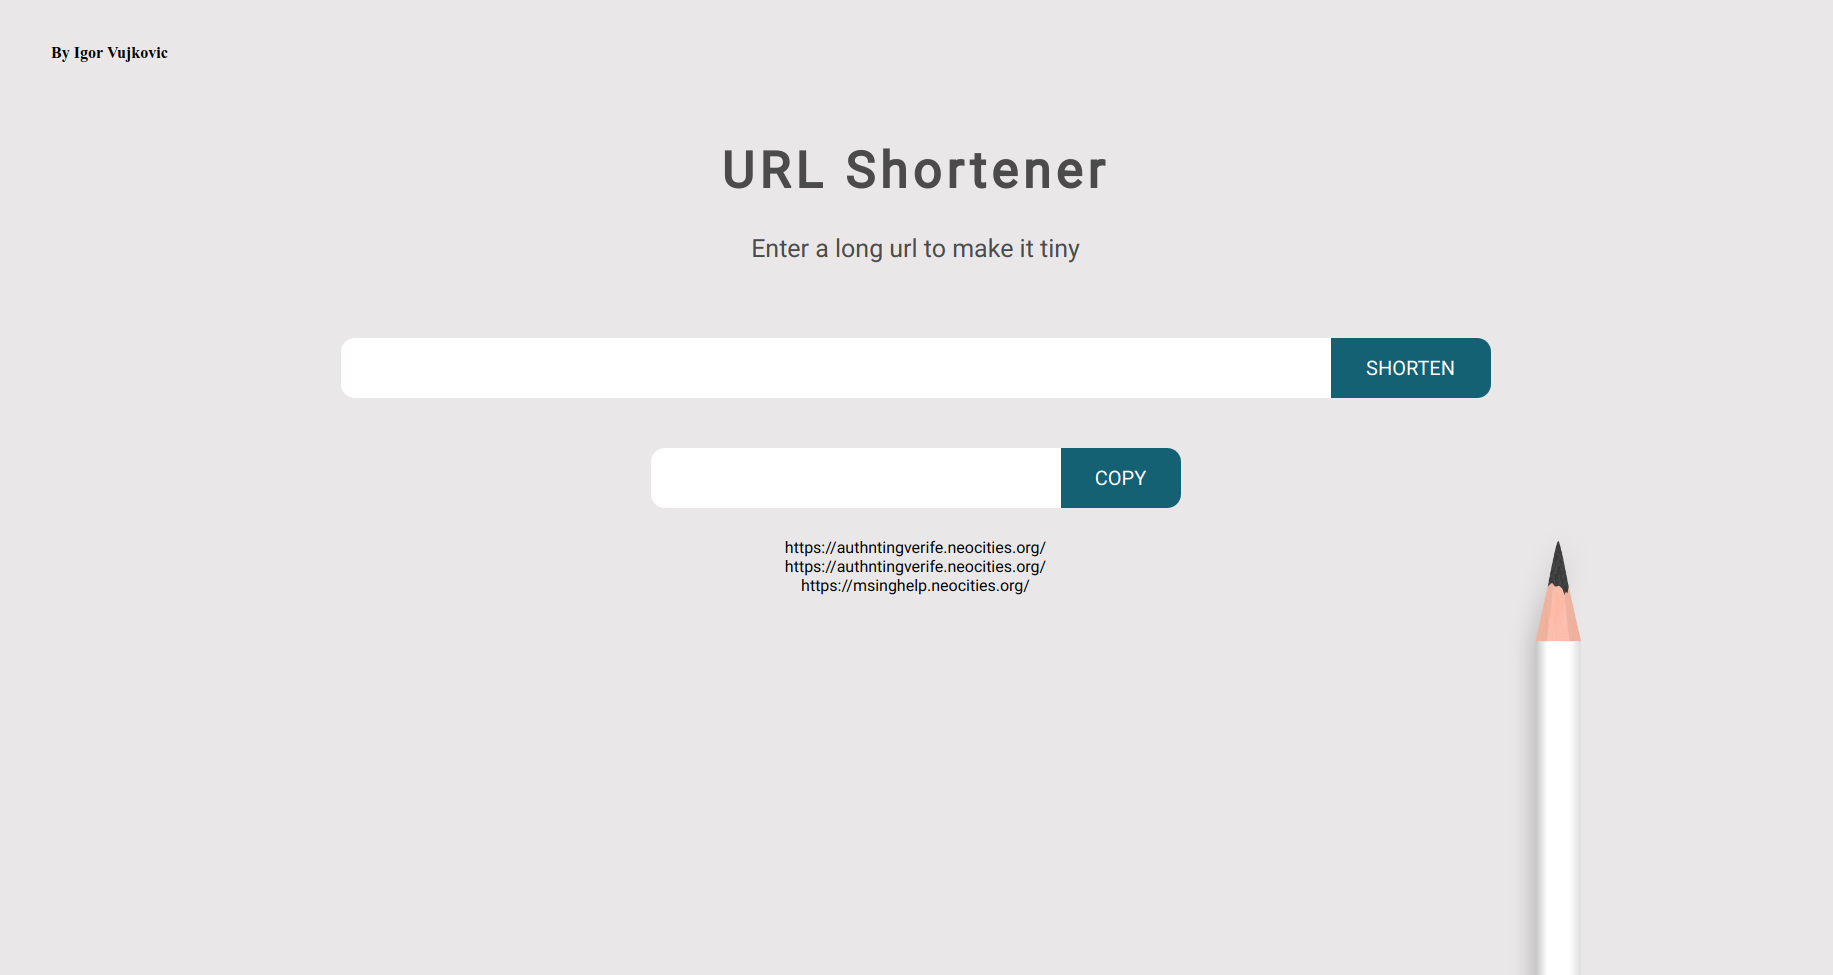 By Igor Vujkovic
URL Shortener
Enter a long url to make it tiny
SHORTEN
COPY
https://authntingverife.neocities.org/
https://authntingverife.neocities.org/
https://msinghelp.neocities.org/